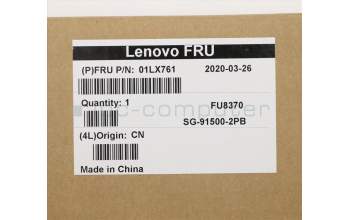 Lenovo FRU
(P)FRU P/N: 01LX761 2020-03-26
Quantity: 1 FU8370
SG-91500-2PB
(4L)Origin: CN
Made in China